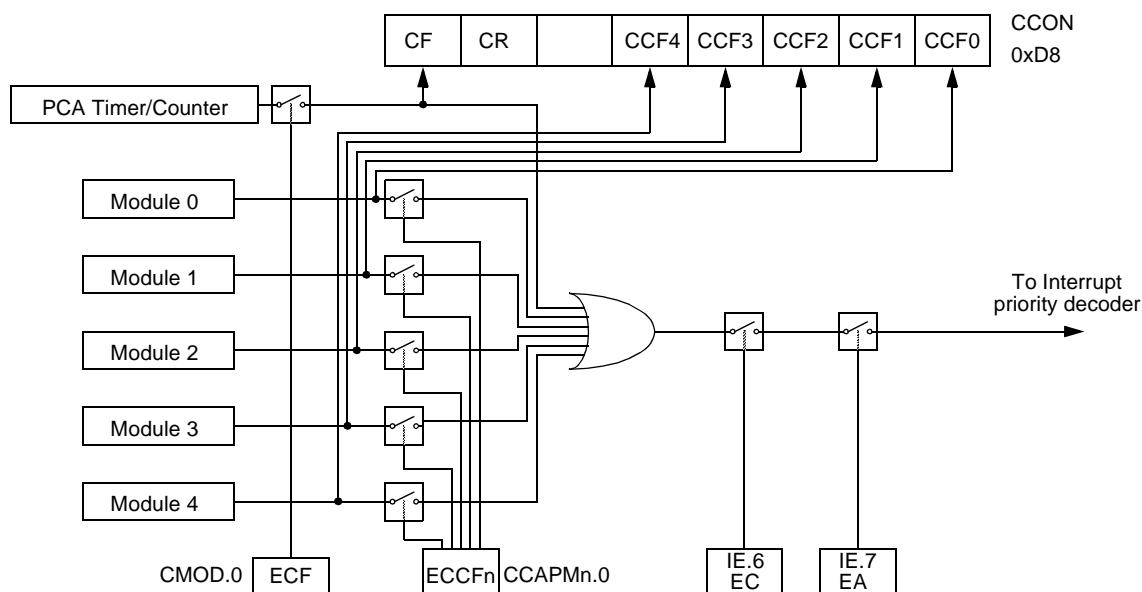 CF CR CCF4 CCF3 CCF2 CCF1 CCF0
CCON
0xD8
PCA Timer/Counter
Module 0
Module 1
Module 2
Module 3
Module 4
To Interrupt
priority decoder
CMOD.0 ECF
ECCFn CCAPMn.0
IE.6
EC
IE.7
EA